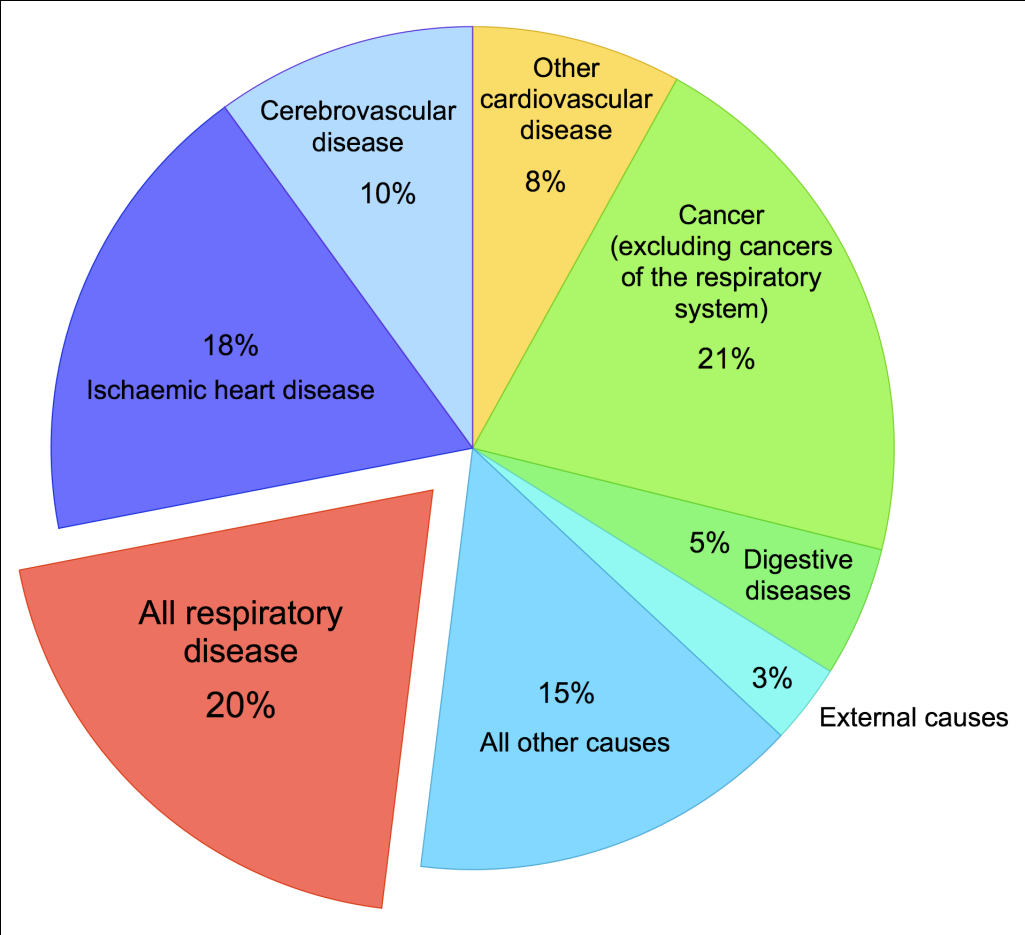 Other
cardiovascular
disease
8%
Cancer
(excluding cancers
of the respiratory
system)
21%
5%
Digestive
diseases
3%
External causes
15%
All other causes
All respiratory
disease
20%
18%
Ischaemic heart disease
Cerebrovascular
disease
10%